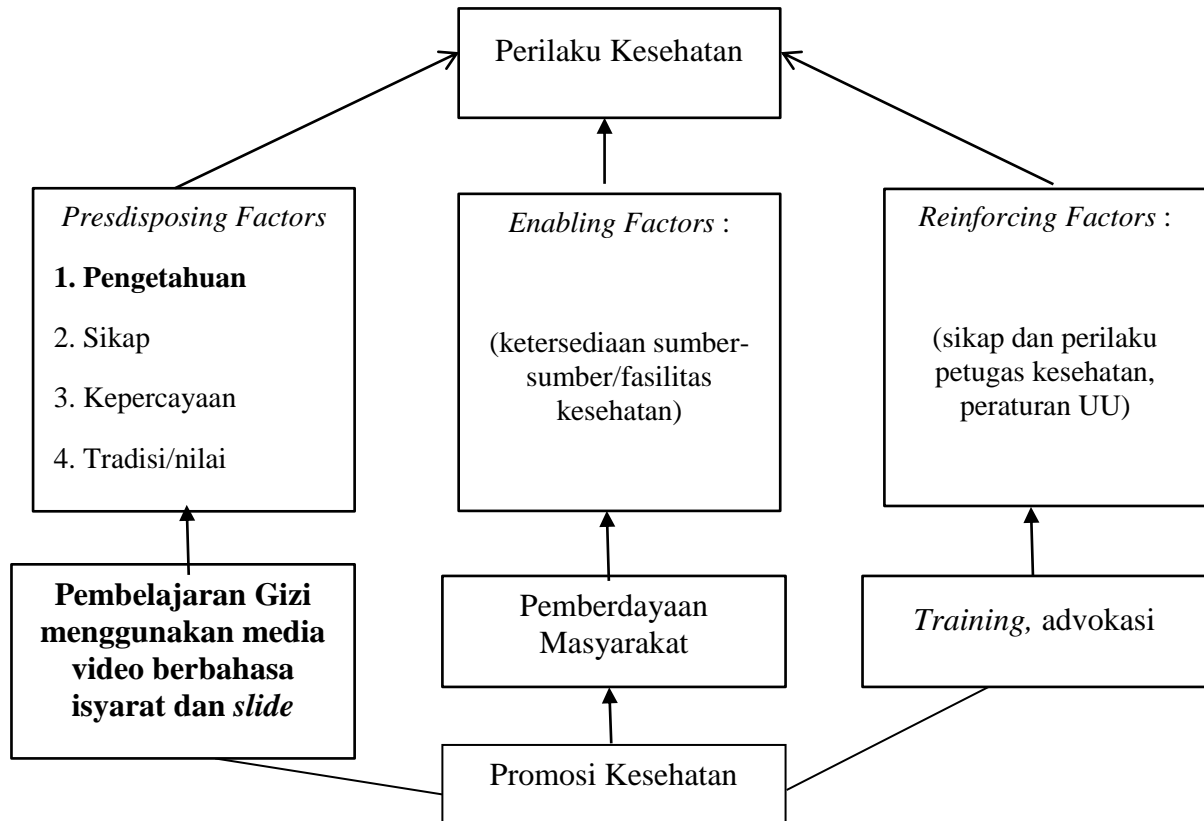 Perilaku Kesehatan
Presdisposing Factors
1. Pengetahuan
2. Sikap
3. Kepercayaan
4. Tradisi/nilai
Enabling Factors :
(ketersediaan sumber-
sumber/fasilitas
kesehatan)
Reinforcing Factors :
(sikap dan perilaku
petugas kesehatan,
peraturan UU)
Pembelajaran Gizi
menggunakan media
video berbahasa
isyarat dan slide
Pemberdayaan
Masyarakat
Training, advokasi
Promosi Kesehatan